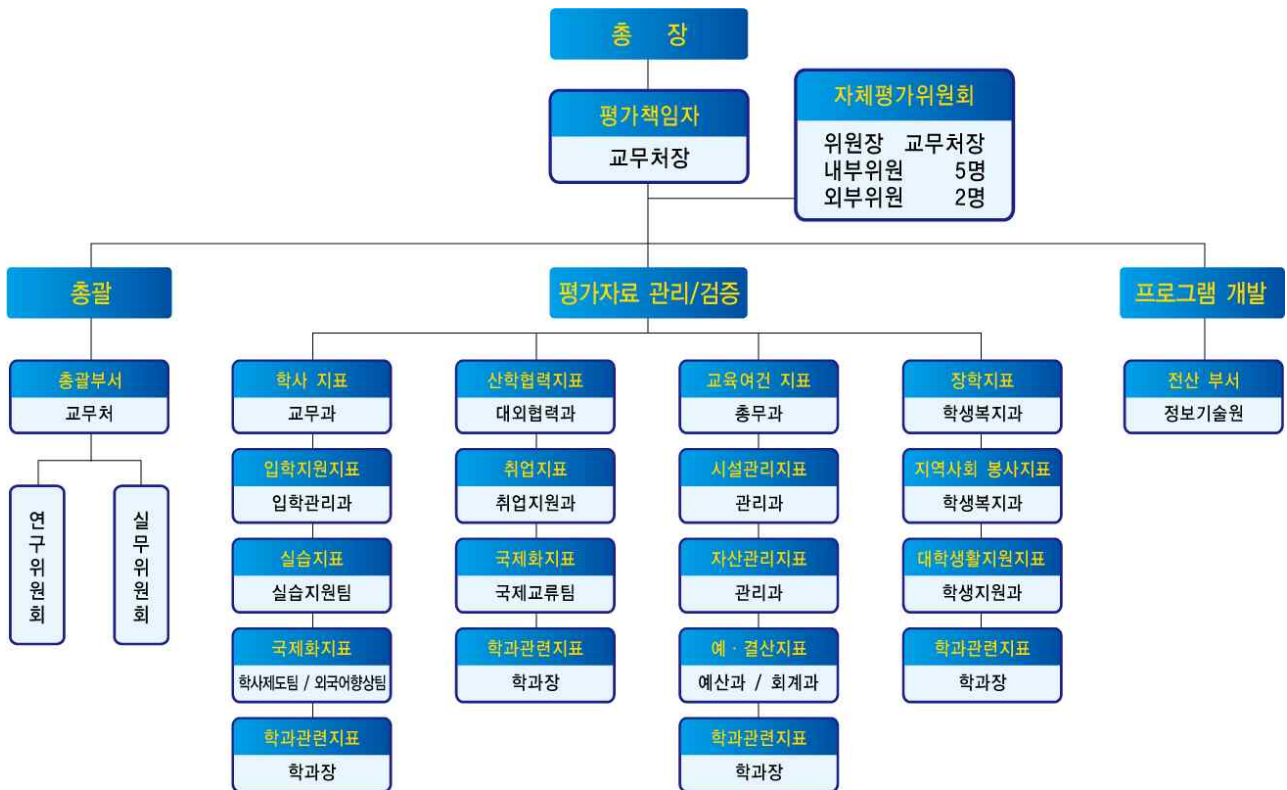 총 장
평가책임자
교무처장
자체평가위원회
위원장 교무처장
내부위원 5명
외부위원 2명
총괄
평가자료 관리/검증
프로그램 개발
총괄부서
교무처
연구위원회
실무위원회
학사 지표
교무과
입학지원지표
입학관리과
실습지표
실습지원팀
국제화지표
학사제도팀 / 외국어향상팀
학과관련지표
학과장
산학협력지표
대외협력과
취업지표
취업지원과
국제화지표
국제교류팀
학과관련지표
학과장
교육여건 지표
총무과
시설관리지표
관리과
자산관리지표
관리과
예 · 결산지표
예산과 / 회계과
학과관련지표
학과장
장학지표
학생복지과
지역사회 봉사지표
학생복지과
대학생활지원지표
학생지원과
학과관련지표
학과장
전산 부서
정보기술원